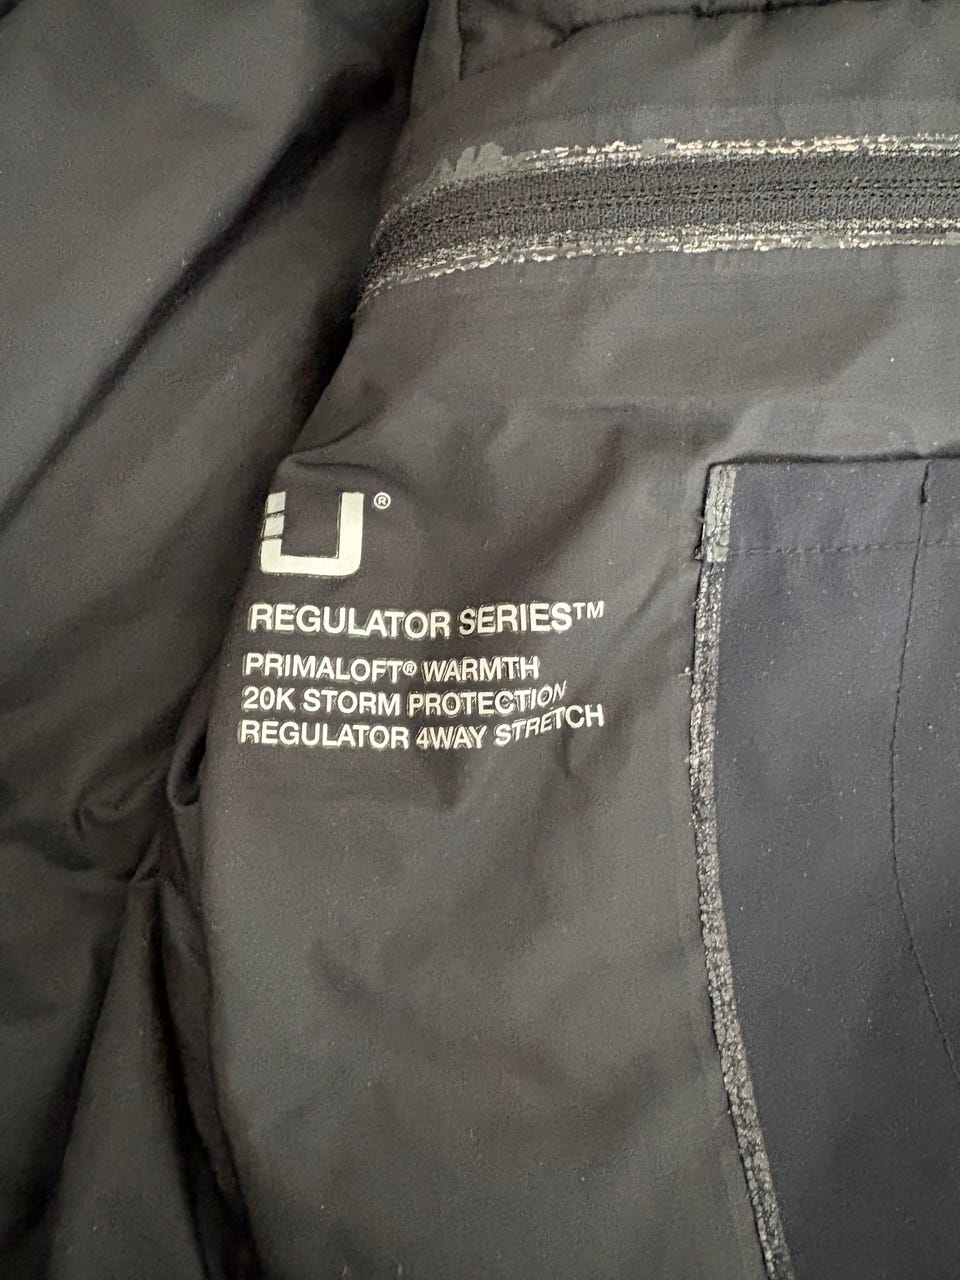 U®
REGULATOR SERIES™
PRIMALOFT® WARMTH
20K STORM PROTECTION
REGULATOR 4WAY STRETCH